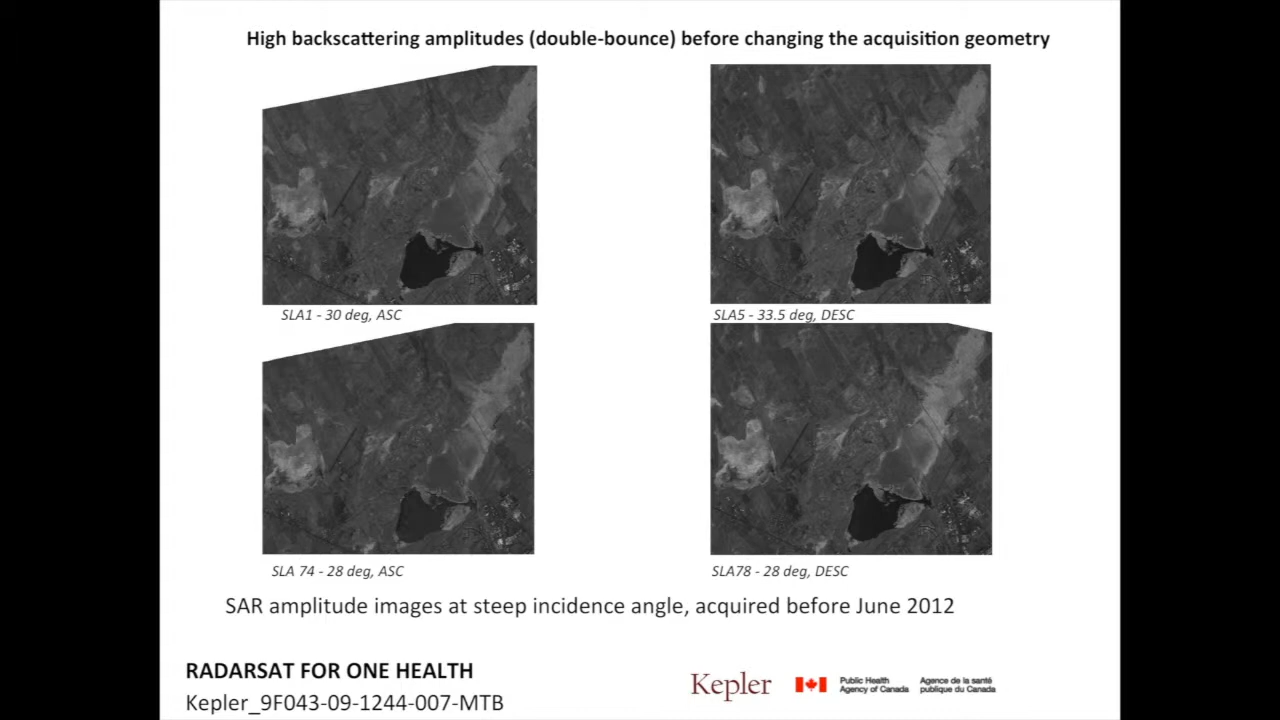 High backscattering amplitudes (double-bounce) before changing the acquisition geometry
SLA1 - 30 deg, ASC
SLA5 - 33.5 deg, DESC
SLA 74 - 28 deg, ASC
SLA78 - 28 deg, DESC
SAR amplitude images at steep incidence angle, acquired before June 2012
RADARSAT FOR ONE HEALTH
Kepler_9F043-09-1244-007-MTB
Kepler
Public Health
Agency of Canada
Agence de la santé
publique du Canada